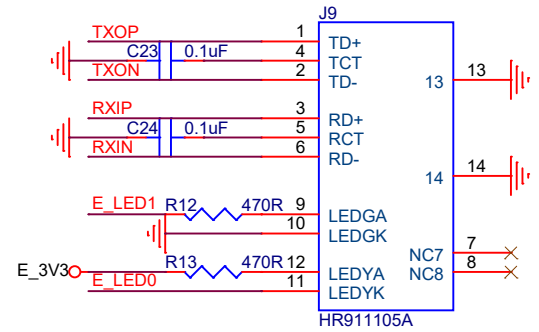 J9
TXOP 1 TD+
C23 0.1uF 4 TCT
TXON 2 TD-
13 13
RXIP 3 RD+
C24 0.1uF 5 RCT
RXIN 6 RD-
14 14
E_LED1 R12 470R 9 LEDGA
10 LEDGK
NC7 7
E_3V3 R13 470R 12 LEDYA
NC8 8
E_LED0 11 LEDYK
HR911105A